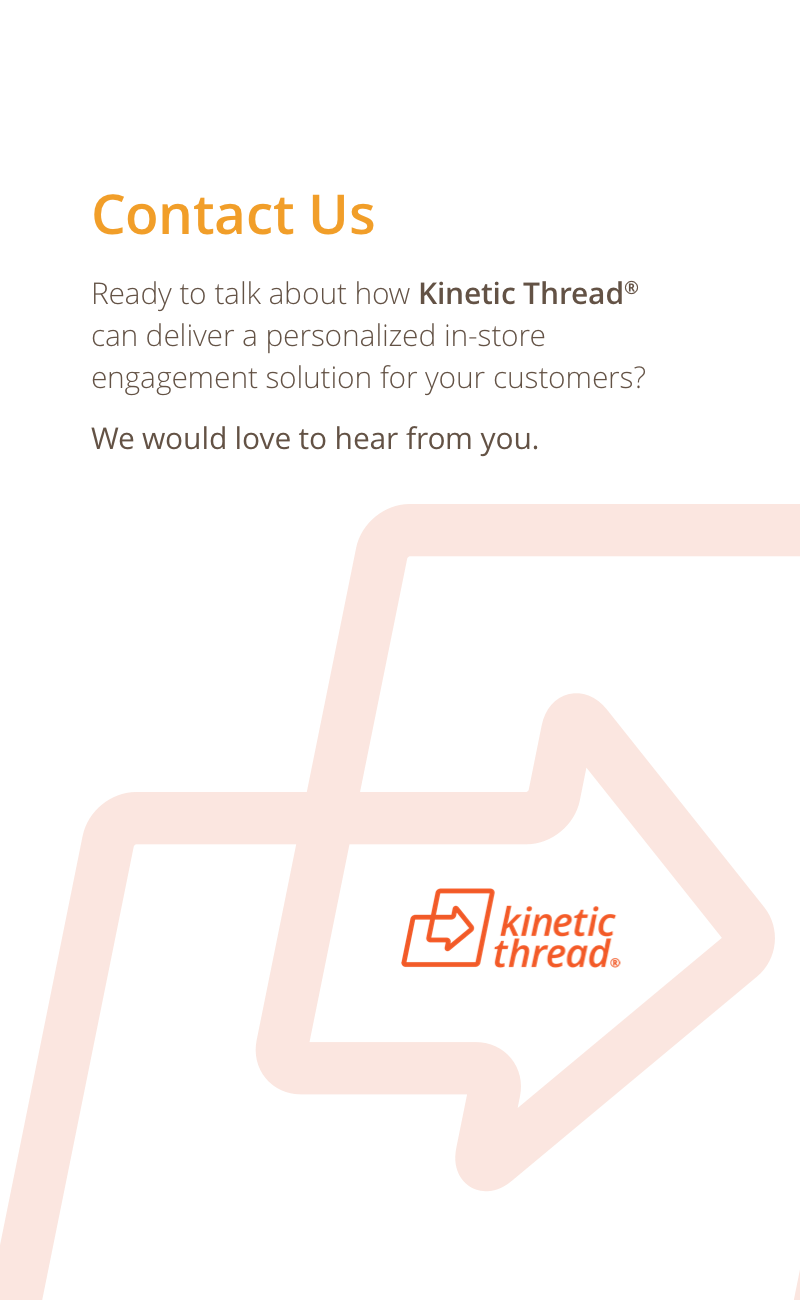 Contact Us
Ready to talk about how Kinetic Thread®
can deliver a personalized in-store
engagement solution for your customers?
We would love to hear from you.
kinetic
thread®